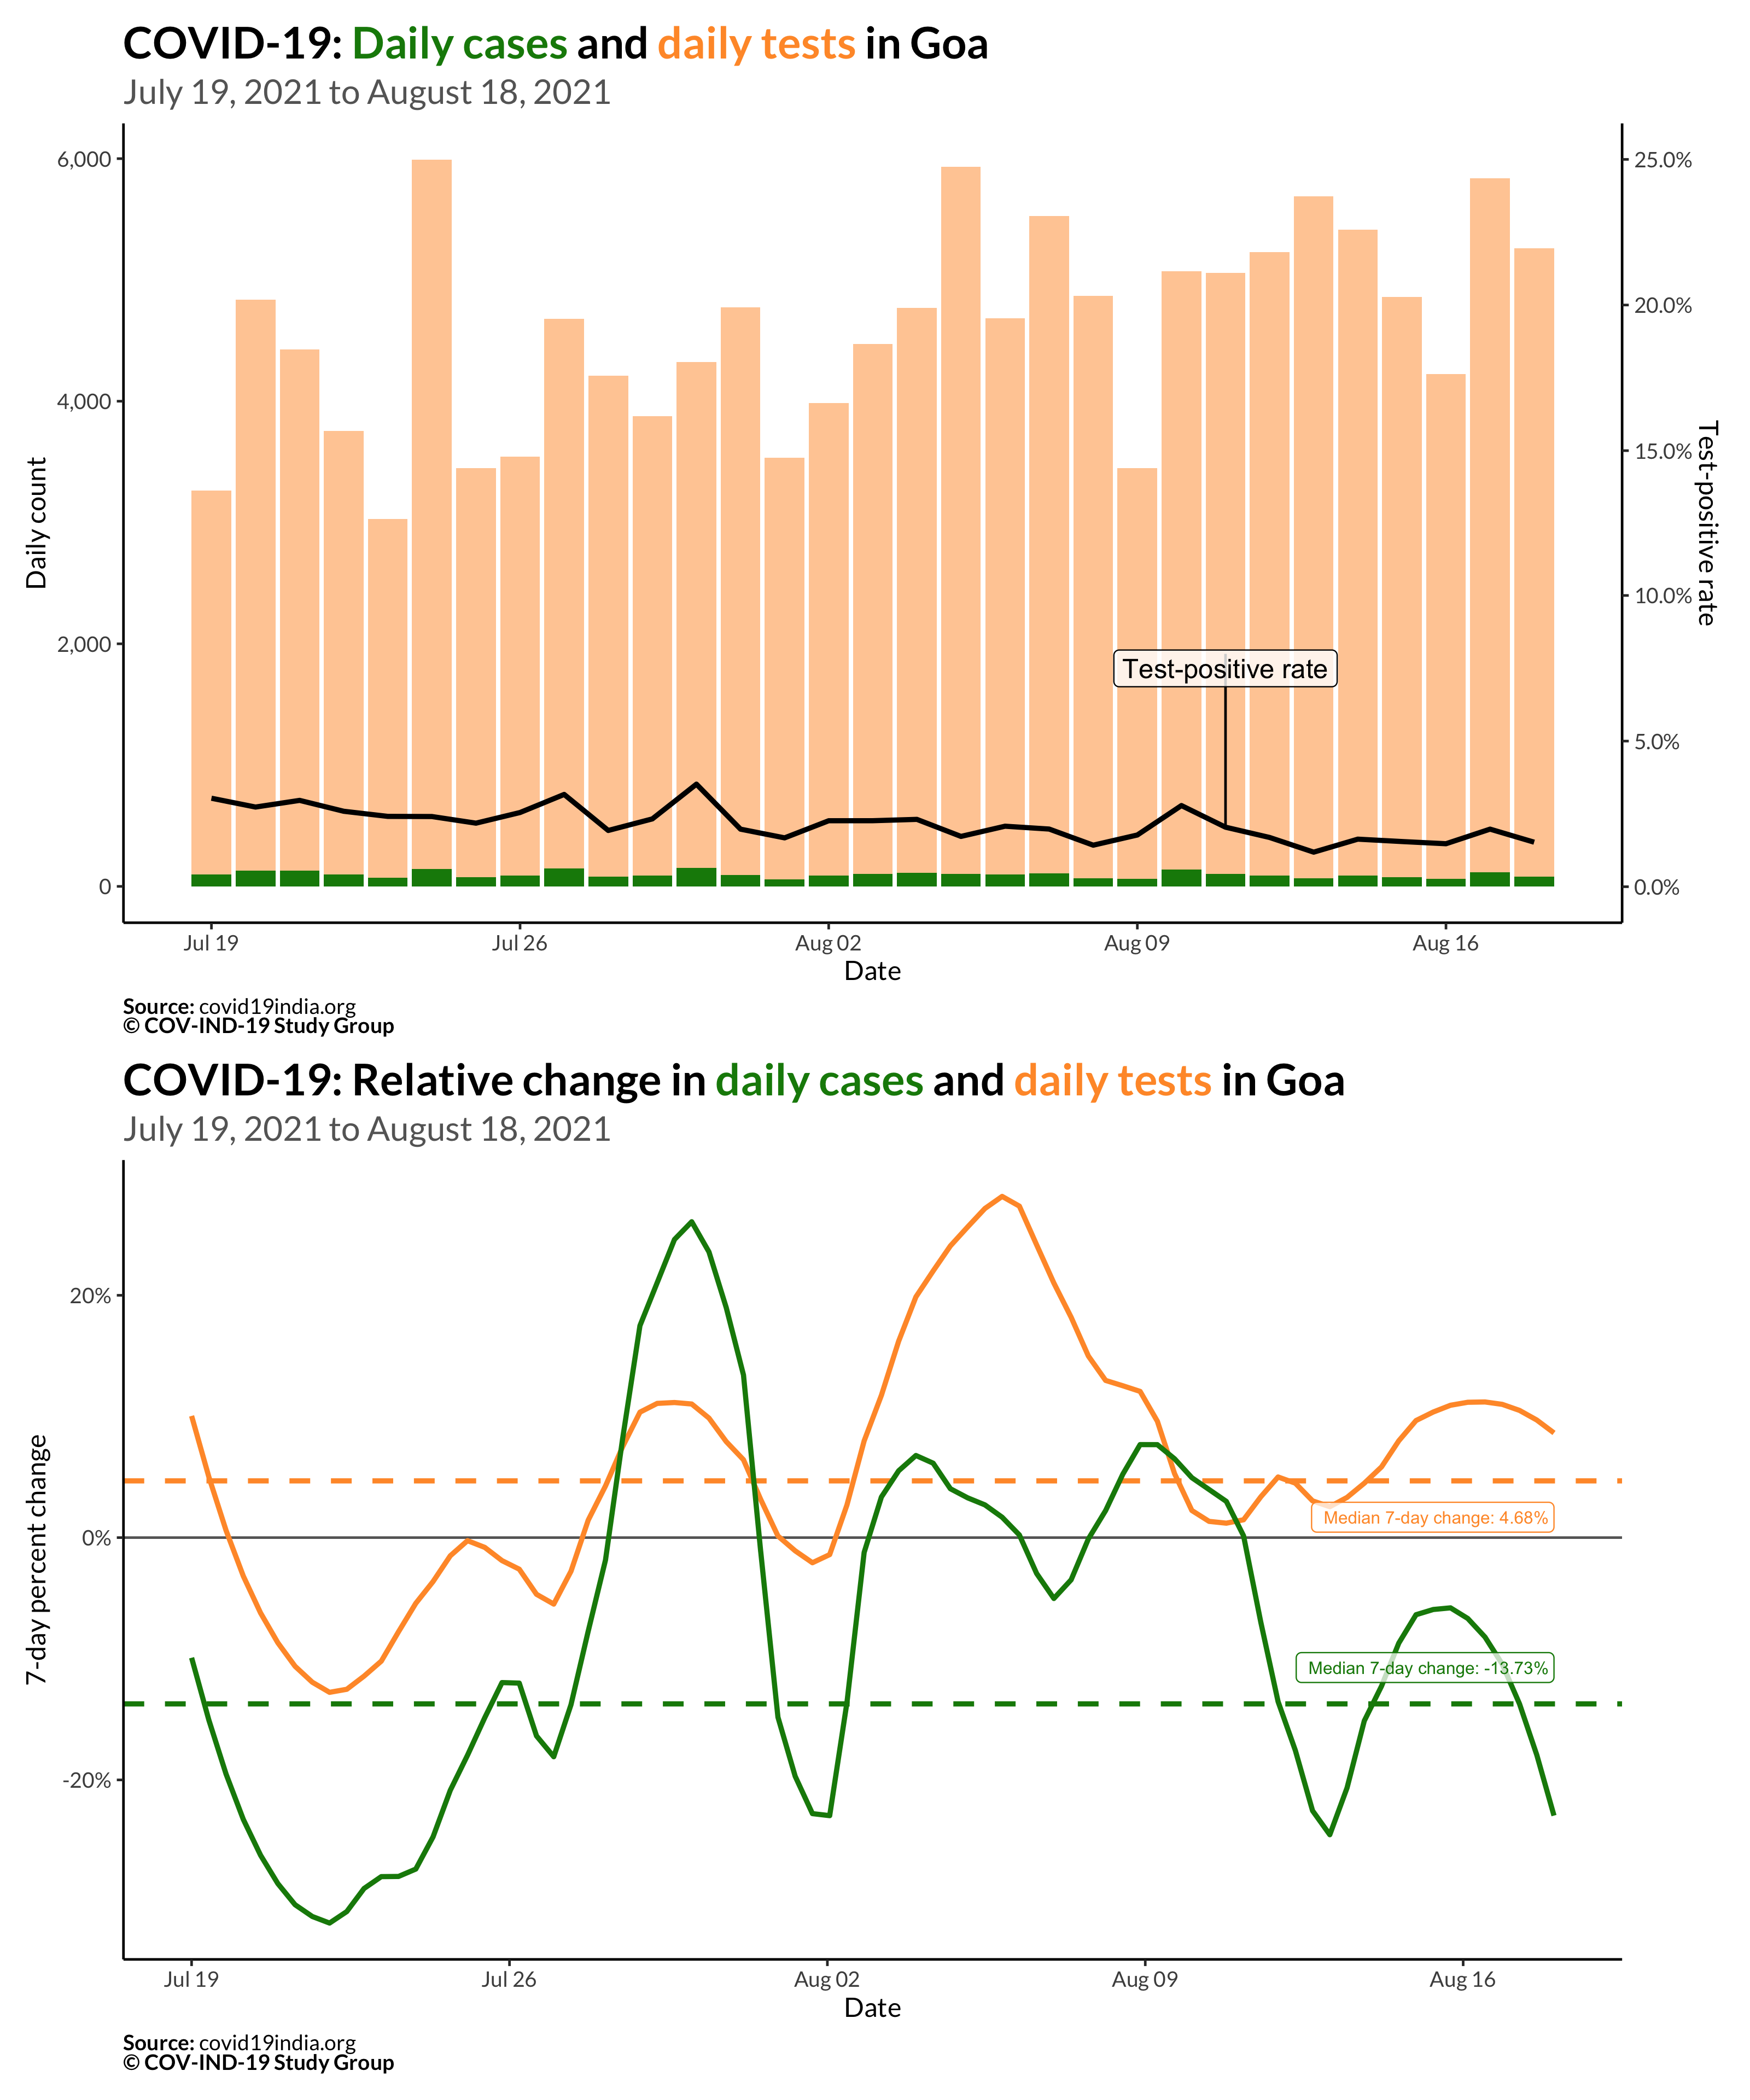 COVID-19: Daily cases and daily tests in Goa
July 19, 2021 to August 18, 2021
6,000
4,000
2,000
0
Daily count
25.0%
20.0%
15.0%
10.0%
5.0%
0.0%
Test-positive rate
Test-positive rate
Jul 19 Jul 26 Aug 02 Aug 09 Aug 16
Date
Source: covid19india.org
© COV-IND-19 Study Group
COVID-19: Relative change in daily cases and daily tests in Goa
July 19, 2021 to August 18, 2021
20%
0%
-20%
7-day percent change
Median 7-day change: 4.68%
Median 7-day change: -13.73%
Jul 19 Jul 26 Aug 02 Aug 09 Aug 16
Date
Source: covid19india.org
© COV-IND-19 Study Group